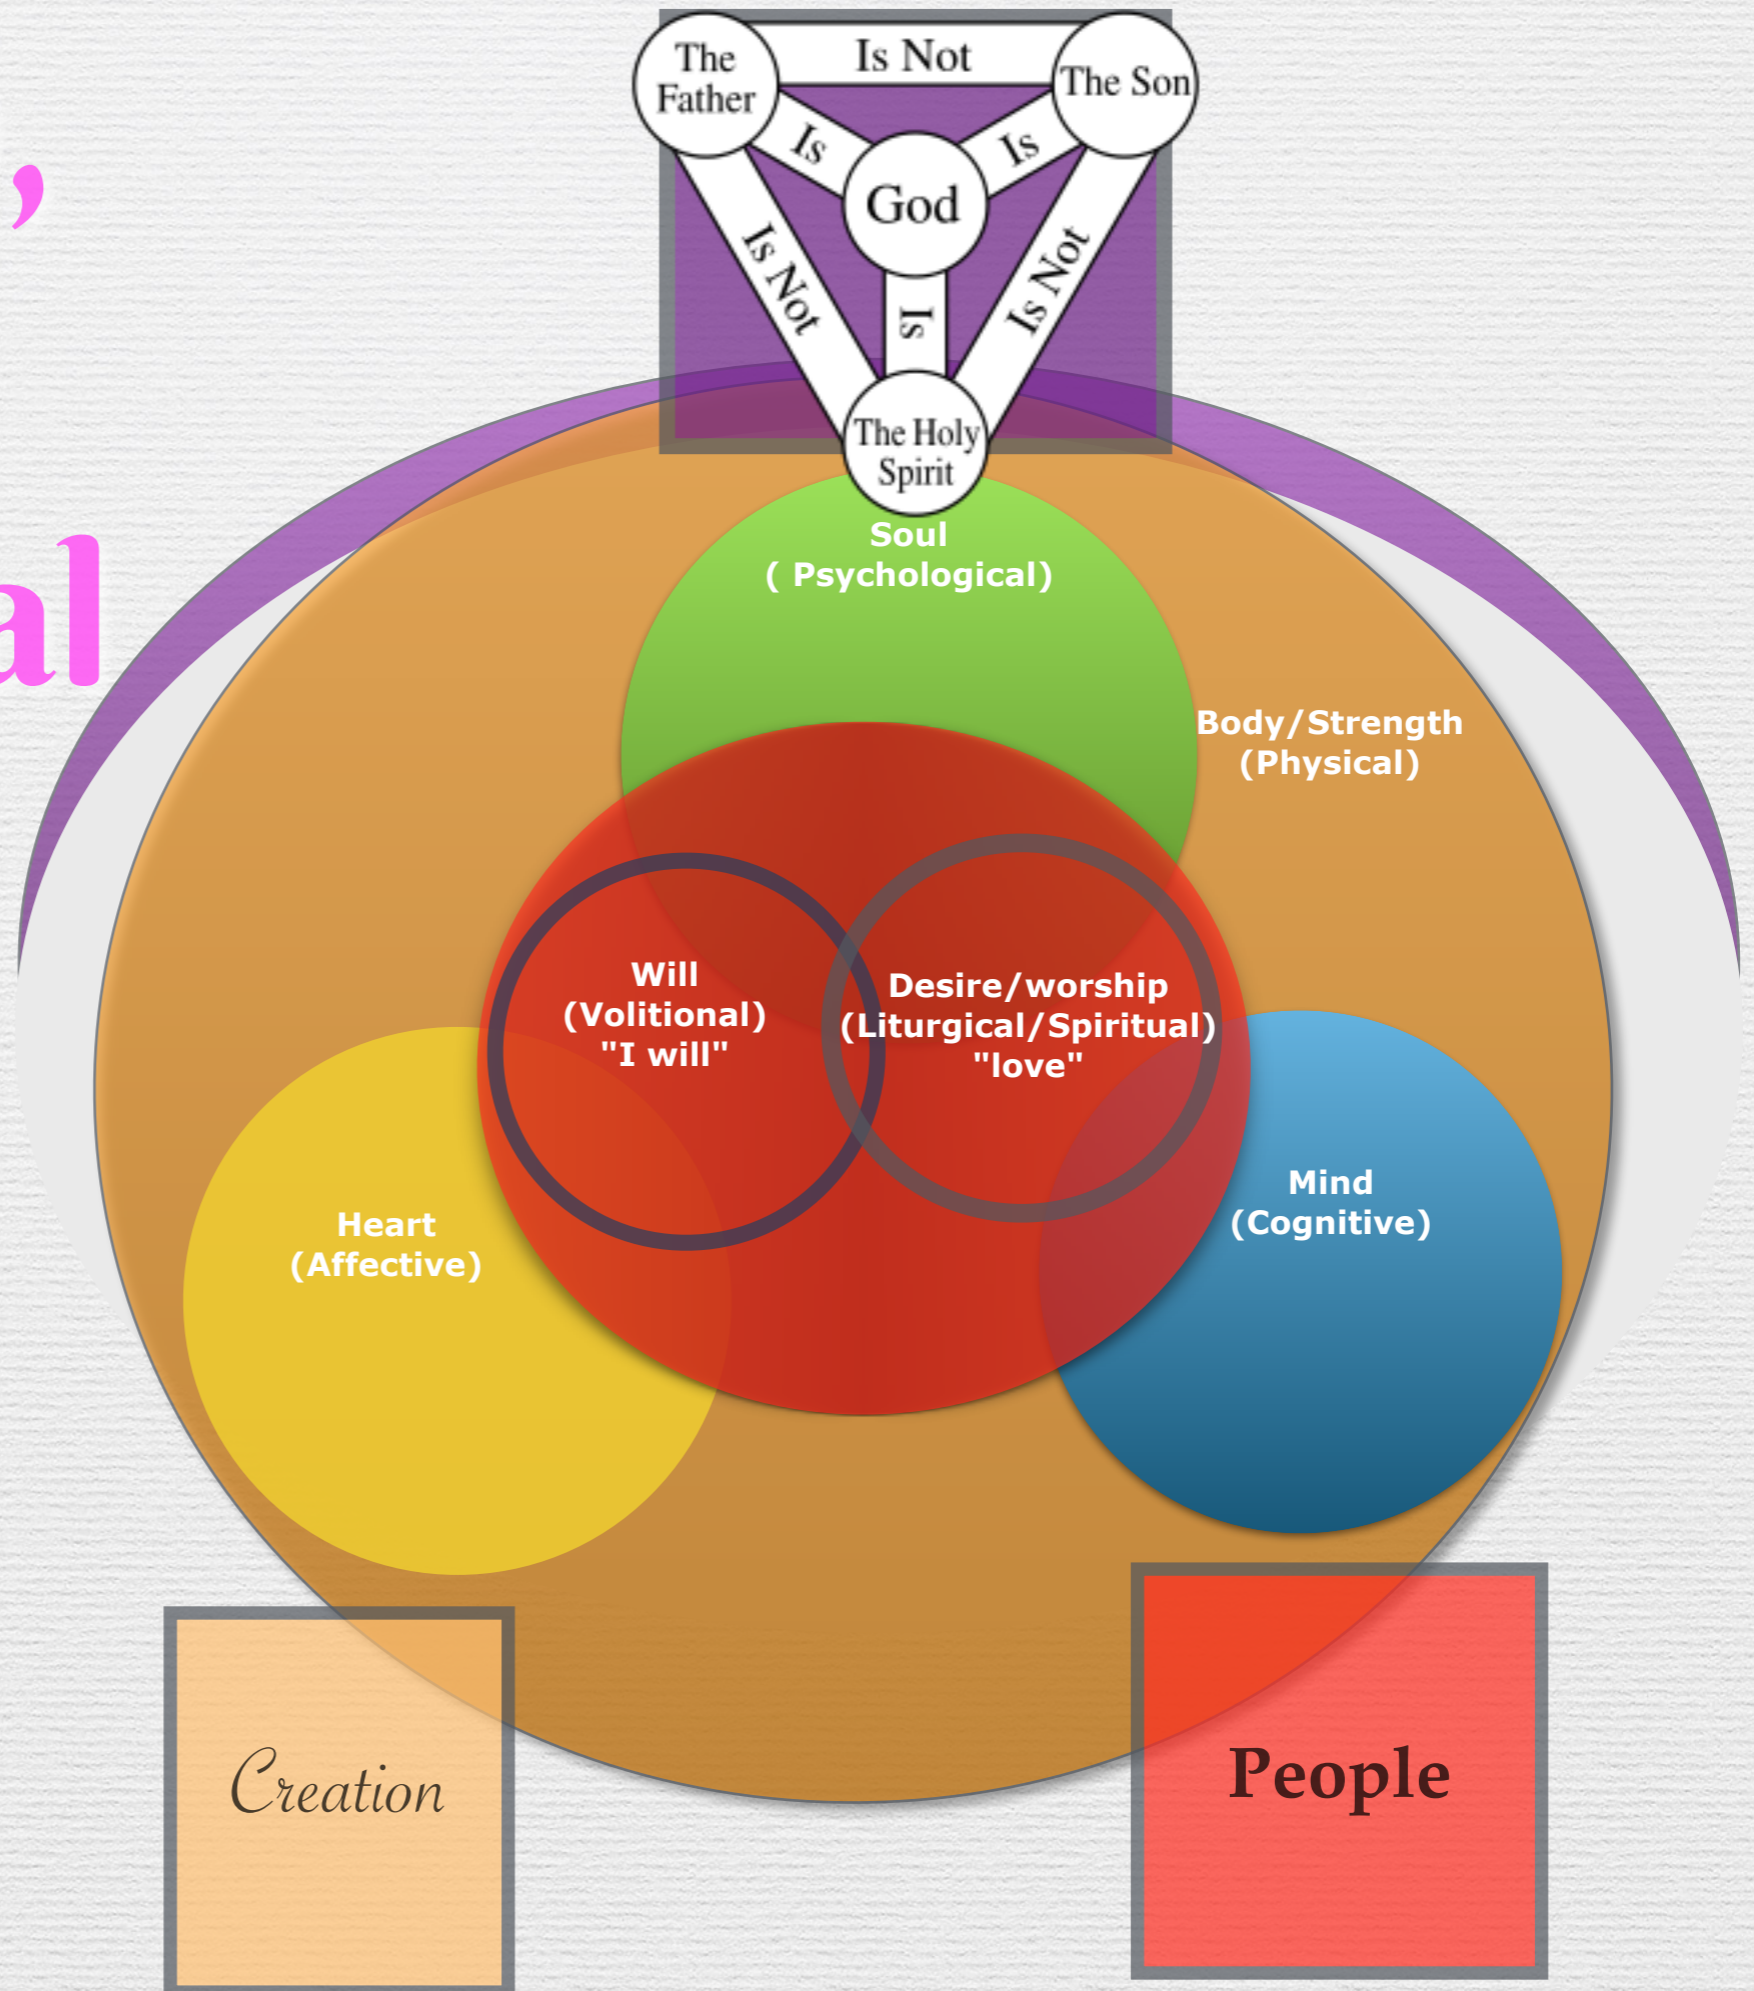 The
Father
Is Not
The Son
Is
Is
God
Is Not
Is
Is Not
The Holy
Spirit
,
al
Soul
( Psychological)
Body/Strength
(Physical)
Will
(Volitional)
"I will"
Desire/worship
(Liturgical/Spiritual)
"love"
Heart
(Affective)
Mind
(Cognitive)
Creation
People